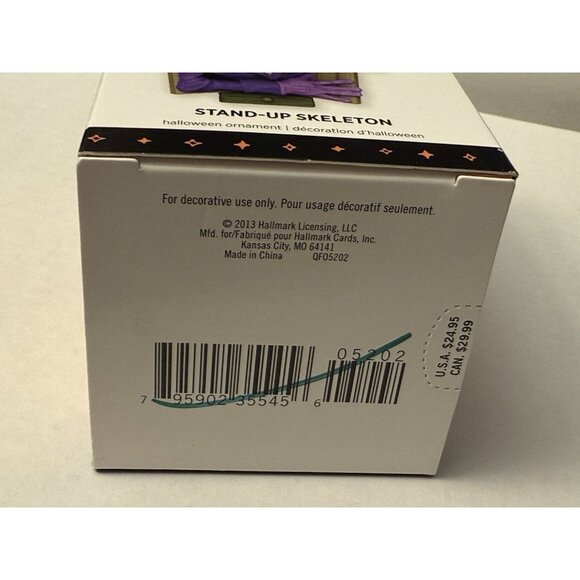 STAND-UP SKELETON
halloween ornament | décoration d'halloween
For decorative use only. Pour usage décoratif seulement.
© 2013 Hallmark Licensing, LLC
Mfd. for/Fabriqué pour Hallmark Cards, Inc.
Kansas City, MO 64141
Made in China QFO5202
U.S.A. $24.95
CAN. $29.99
05202
7 95902 35545 6